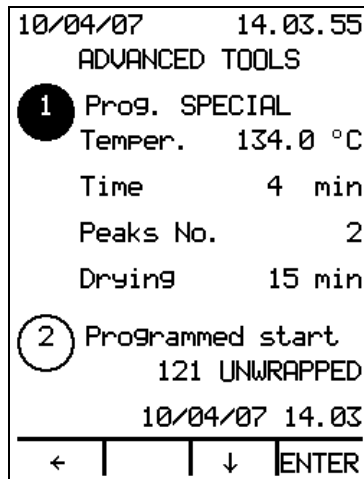 10/04/07 14.03.55
ADVANCED TOOLS
1 Prog. SPECIAL
Temper. 134.0 °C
Time 4 min
Peaks No. 2
Drying 15 min
2 Programmed start
121 UNWRAPPED
10/04/07 14.03
← ↓ ENTER